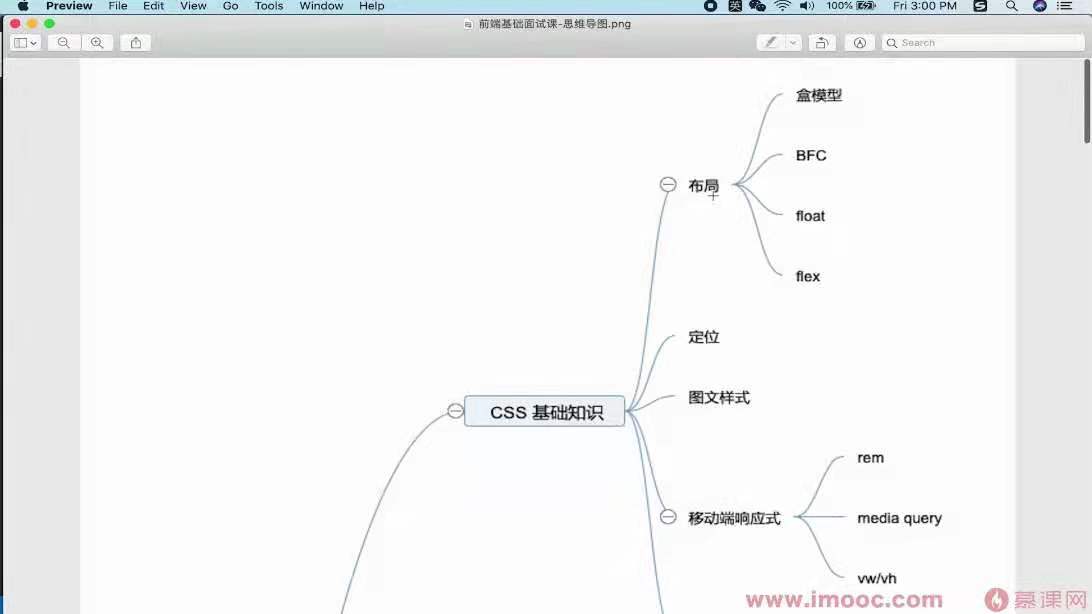 Preview File Edit View Go Tools Window Help 英 100% Fri 3:00 PM S
前端基础面试课-思维导图.png
Search
盒模型
BFC
布局
float
flex
定位
图文样式
CSS 基础知识
rem
移动端响应式
media query
vw/vh
www.imooc.com 慕课网